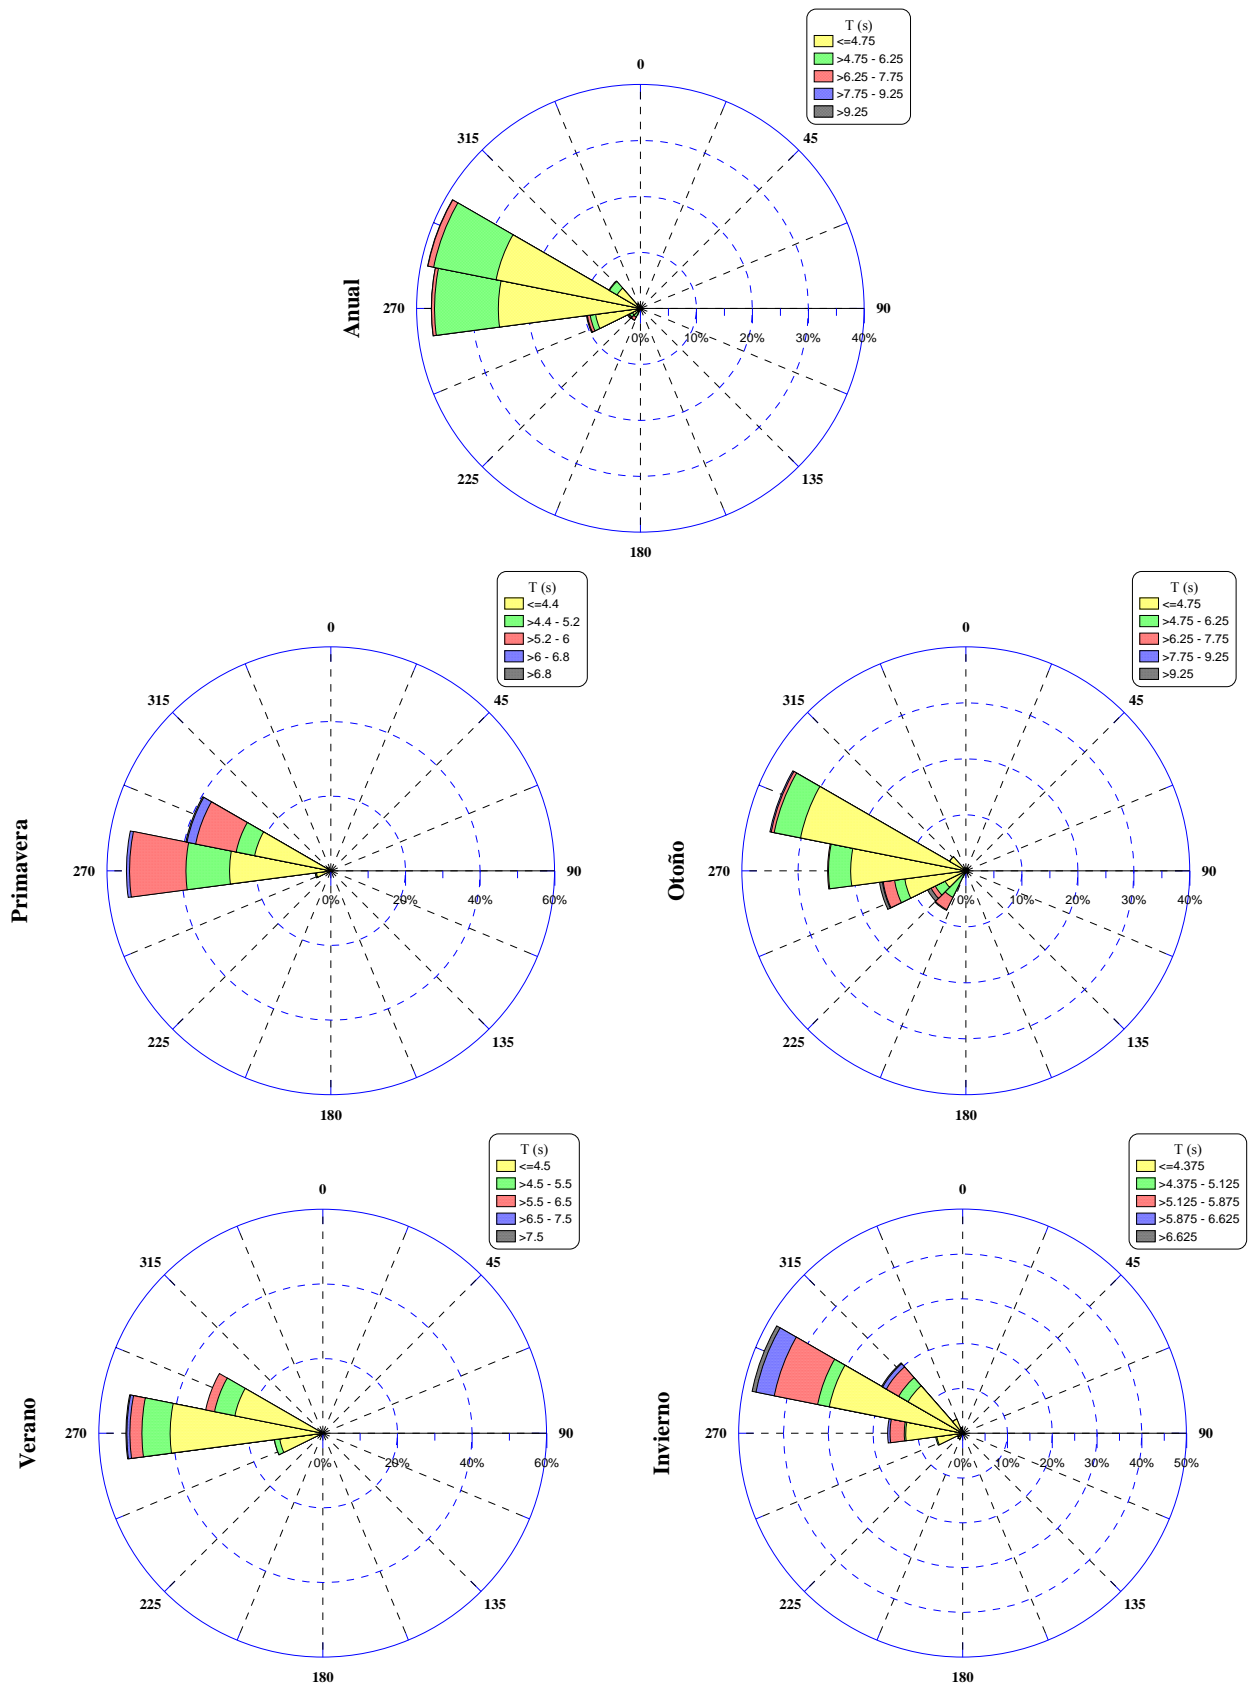 T (s)
<=4.75
>4.75 - 6.25
>6.25 - 7.75
>7.75 - 9.25
>9.25
0
315
45
Anual
270
90
0%
10%
20%
30%
40%
225
135
180
T (s)
<=4.4
>4.4 - 5.2
>5.2 - 6
>6 - 6.8
>6.8
0
315
45
Primavera
270
90
0%
20%
40%
60%
225
135
180
T (s)
<=4.75
>4.75 - 6.25
>6.25 - 7.75
>7.75 - 9.25
>9.25
0
315
45
Otoño
270
90
0%
10%
20%
30%
40%
225
135
180
T (s)
<=4.5
>4.5 - 5.5
>5.5 - 6.5
>6.5 - 7.5
>7.5
0
315
45
Verano
270
90
0%
20%
40%
60%
225
135
180
T (s)
<=4.375
>4.375 - 5.125
>5.125 - 5.875
>5.875 - 6.625
>6.625
0
315
45
Invierno
270
90
0%
10%
20%
30%
40%
50%
225
135
180